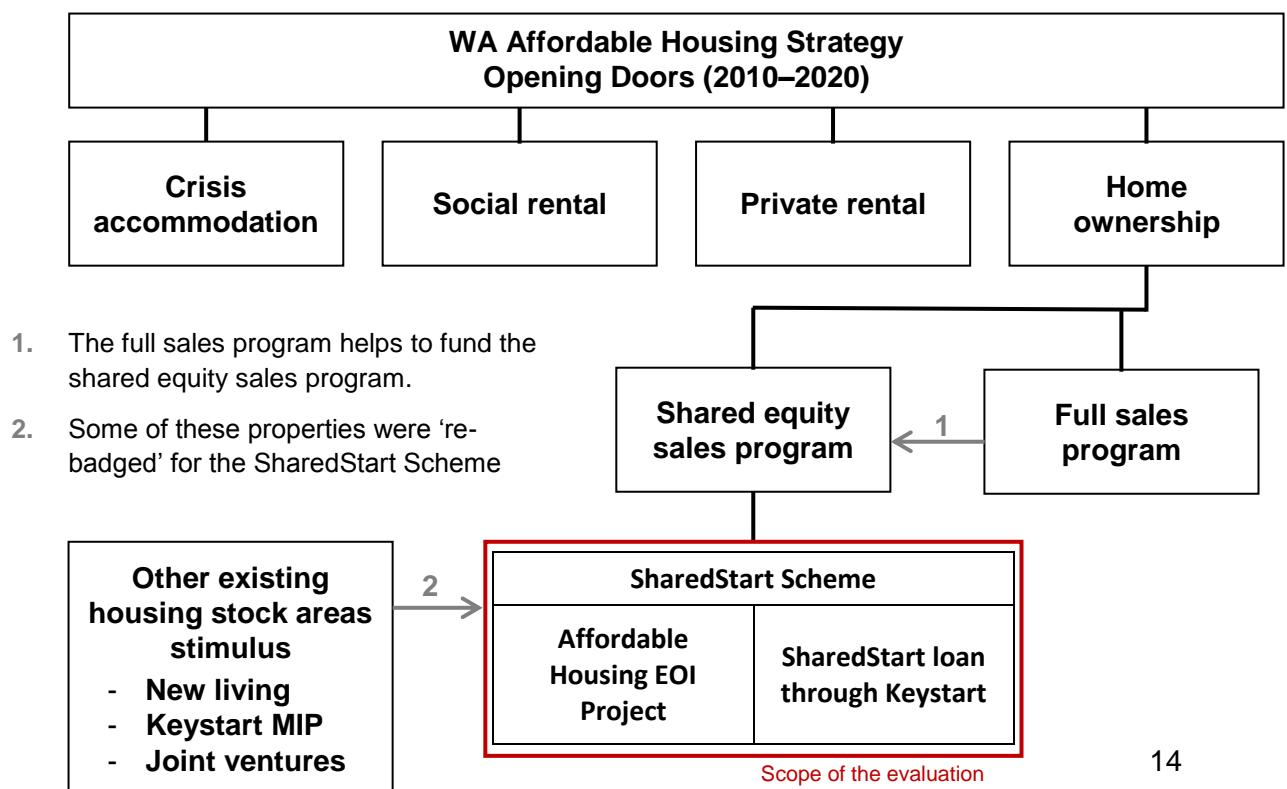 WA Affordable Housing Strategy
Opening Doors (2010–2020)
Crisis
accommodation
Social rental
Private rental
Home
ownership
1. The full sales program helps to fund the
shared equity sales program.
2. Some of these properties were ‘re-
badged’ for the SharedStart Scheme
Shared equity
sales program
1
Full sales
program
Other existing
housing stock areas
stimulus
- New living
- Keystart MIP
- Joint ventures
2
SharedStart Scheme
Affordable
Housing EOI
Project
SharedStart loan
through Keystart
Scope of the evaluation
14